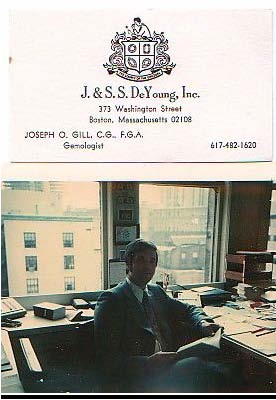 J. & S. S. DeYoung, Inc.
373 Washington Street
Boston, Massachusetts 02108
JOSEPH O. GILL, C.G., F.G.A.
Gemologist
617-482-1620